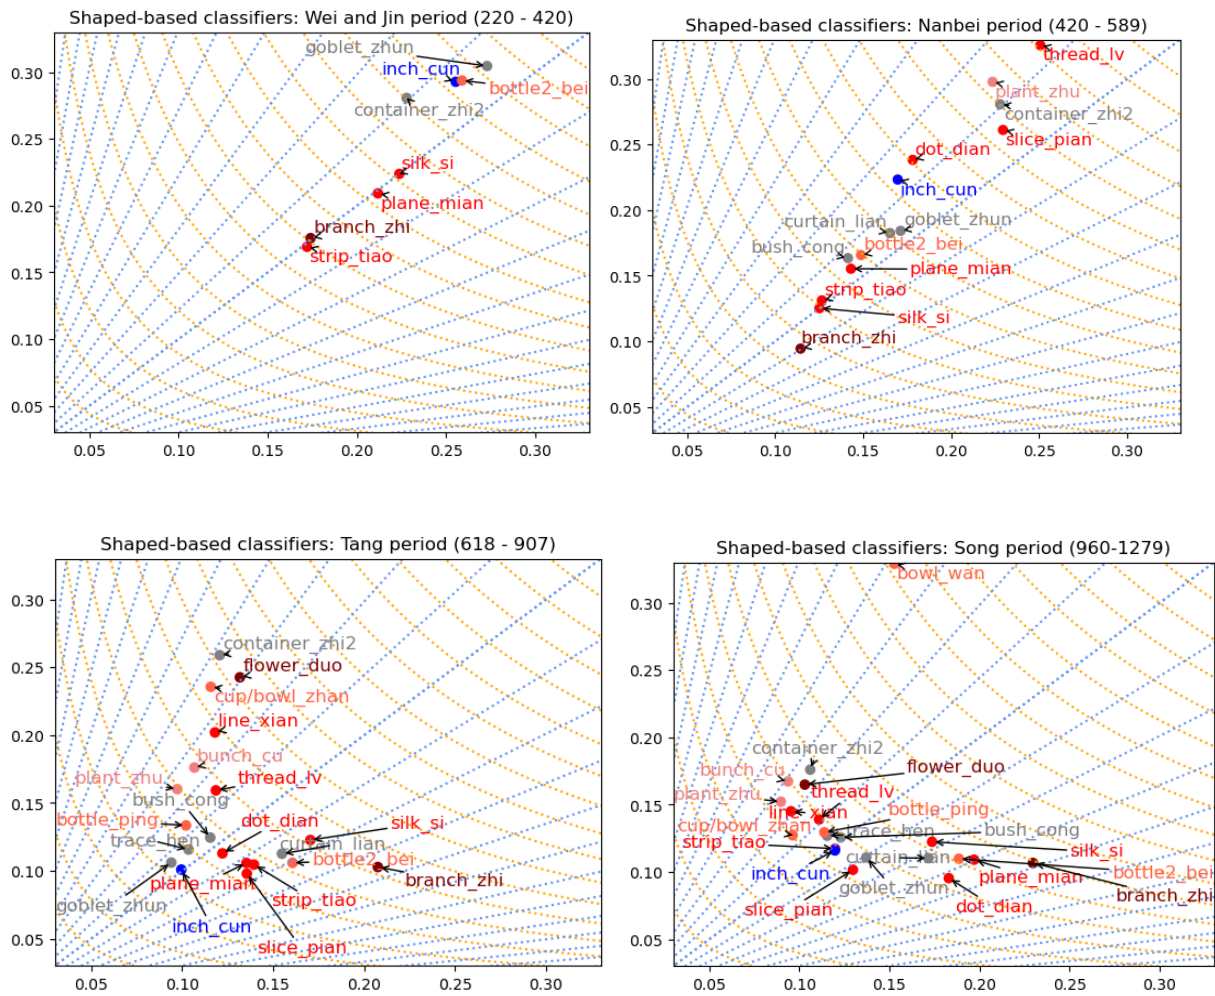 Shaped-based classifiers: Wei and Jin period (220 - 420)
0.30
0.25
0.20
0.15
0.10
0.05
goblet_zhun
inch_cun
bottle2_bei
container_zhi2
silk_si
plane_mian
branch_zhi
strip_tiao
0.05 0.10 0.15 0.20 0.25 0.30
Shaped-based classifiers: Nanbei period (420 - 589)
0.30
0.25
0.20
0.15
0.10
0.05
thread_lv
plant_zhu
container_zhi2
slice_pian
dot_dian
inch_cun
curtain_lian
goblet_zhun
bush_cong
bottle2_bei
plane_mian
strip_tiao
silk_si
branch_zhi
0.05 0.10 0.15 0.20 0.25 0.30
Shaped-based classifiers: Tang period (618 - 907)
0.30
0.25
0.20
0.15
0.10
0.05
container_zhi2
flower_duo
cup/bowl_zhan
line_xian
bunch_cu
plant_zhu
thread_lv
bush_cong
bottle_ping
dot_dian
silk_si
trace_hen
curtain_lian
bottle2_bei
plane_mian
branch_zhi
strip_tiao
goblet_zhun
inch_cun
slice_pian
0.05 0.10 0.15 0.20 0.25 0.30
Shaped-based classifiers: Song period (960-1279)
0.30
0.25
0.20
0.15
0.10
0.05
bowl_wan
container_zhi2
bunch_cu
flower_duo
plant_zhu
thread_lv
line_xian
bottle_ping
cup/bowl_zhan
trace_hen
bush_cong
strip_tiao
silk_si
curtain_lian
inch_cun
goblet_zhun
plane_mian
bottle2_bei
branch_zhi
slice_pian
dot_dian
0.05 0.10 0.15 0.20 0.25 0.30